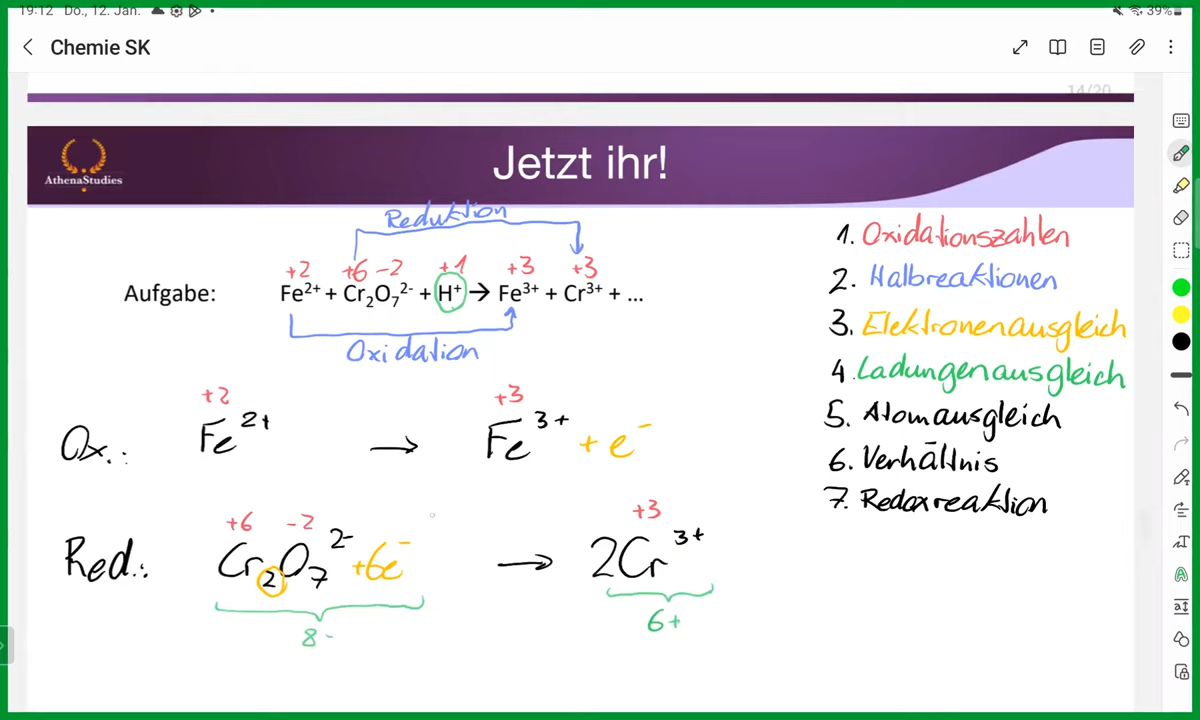 19:12 Do., 12. Jan.
39%
Chemie SK
14/20
AthenaStudies
Jetzt ihr!
Reduktion
+2 +6 -2 +1 +3 +3
Aufgabe: Fe²⁺ + Cr₂O₇²⁻ + H⁺ → Fe³⁺ + Cr³⁺ + ...
Oxidation
+2 +3
Ox.: Fe²⁺ → Fe³⁺ + e⁻
+6 -2 +3
Red.: Cr₂O₇²⁻ +6e⁻ → 2Cr³⁺
8- 6+
1. Oxidationszahlen
2. Halbreaktionen
3. Elektronenausgleich
4. Ladungenausgleich
5. Atomausgleich
6. Verhältnis
7. Redoxreaktion